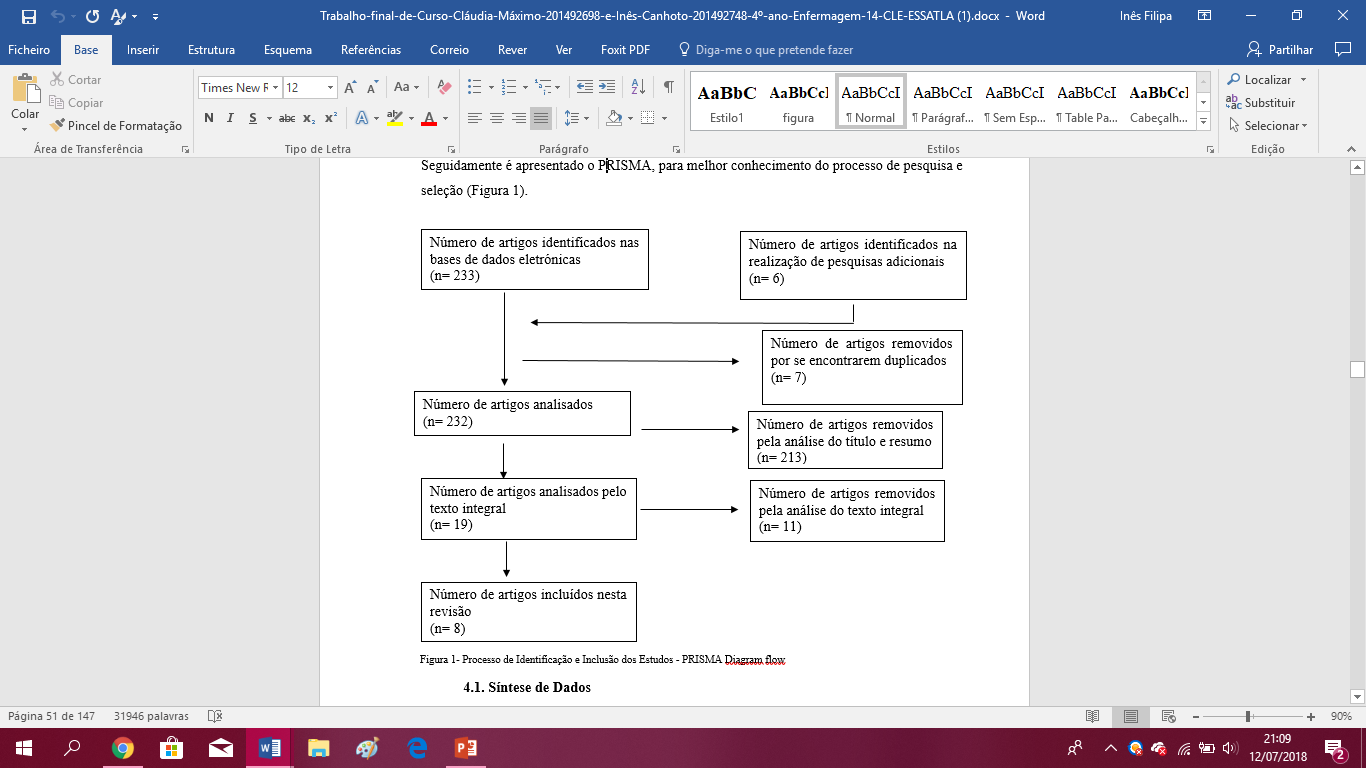 Trabalho-final-de-Curso-Cláudia-Máximo-201492698-e-Inês-Canhoto-201492748-4º-ano-Enfermagem-14-CLE-ESSATLA (1).docx - Word
Inês Filipa
Ficheiro Base Inserir Estrutura Esquema Referências Correio Rever Ver Foxit PDF Diga-me o que pretende fazer Partilhar
Colar
Cortar
Copiar
Pincel de Formatação
Área de Transferência
Times New R 12
N I S abc x₂ x²
Tipo de Letra
Parágrafo
AaBbC AaBbCcI AaBbCcI AaBbCcI AaBbCcI AaBbCcI AaBbCcI
Estilo1 figura ¶ Normal ¶ Parágraf... ¶ Sem Esp... ¶ Table Pa... Cabeçalh...
Estilos
Localizar
Substituir
Selecionar
Edição
Seguidamente é apresentado o PRISMA, para melhor conhecimento do processo de pesquisa e
seleção (Figura 1).
Número de artigos identificados nas
bases de dados eletrónicas
(n= 233)
Número de artigos identificados na
realização de pesquisas adicionais
(n= 6)
Número de artigos removidos
por se encontrarem duplicados
(n= 7)
Número de artigos analisados
(n= 232)
Número de artigos removidos
pela análise do título e resumo
(n= 213)
Número de artigos analisados pelo
texto integral
(n= 19)
Número de artigos removidos
pela análise do texto integral
(n= 11)
Número de artigos incluídos nesta
revisão
(n= 8)
Figura 1- Processo de Identificação e Inclusão dos Estudos - PRISMA Diagram flow
4.1. Síntese de Dados
Página 51 de 147 31946 palavras
90%
21:09
12/07/2018
2